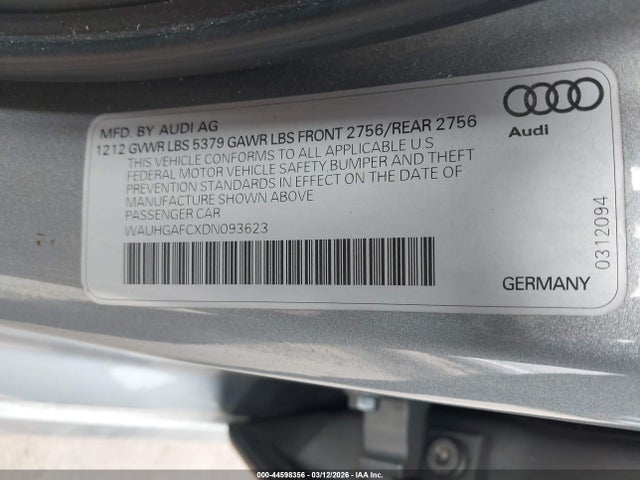 MFD. BY AUDI AG
1212 GVWR LBS 5379 GAWR LBS FRONT 2756/REAR 2756
THIS VEHICLE CONFORMS TO ALL APPLICABLE U.S
FEDERAL MOTOR VEHICLE SAFETY,BUMPER AND THEFT
PREVENTION STANDARDS IN EFFECT ON THE DATE OF
MANUFACTURE SHOWN ABOVE
PASSENGER CAR
WAUHGAFCXDN093623
Audi
0312094
GERMANY
000-44598356 - 03/12/2026 - COPYRIGHT IAA, Inc.